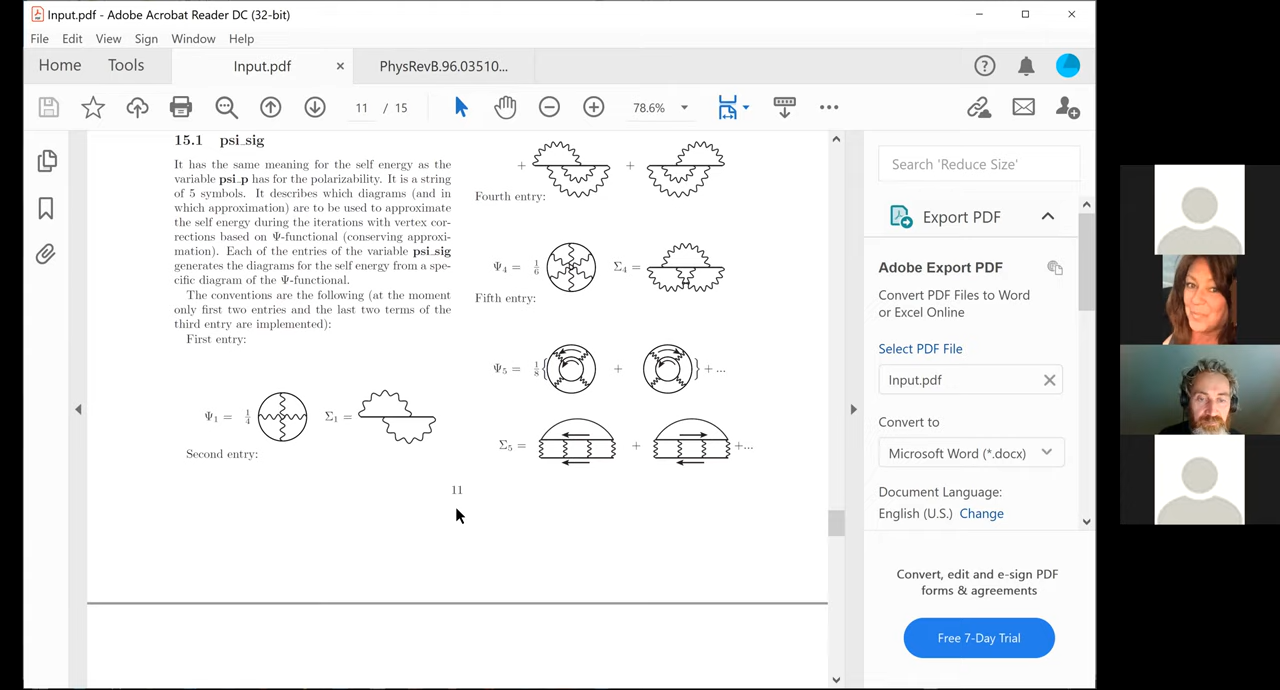 Input.pdf - Adobe Acrobat Reader DC (32-bit)
File Edit View Sign Window Help
Home Tools Input.pdf PhysRevB.96.03510...
11 / 15 78.6%
15.1 psi_sig
It has the same meaning for the self energy as the
variable psi_p has for the polarizability. It is a string
of 5 symbols. It describes which diagrams (and in
which approximation) are to be used to approximate
the self energy during the iterations with vertex cor-
rections based on Ψ-functional (conserving approxi-
mation). Each of the entries of the variable psi_sig
generates the diagrams for the self energy from a spe-
cific diagram of the Ψ-functional.
The conventions are the following (at the moment
only first two entries and the last two terms of the
third entry are implemented):
First entry:
Ψ₁ = 1/4 Σ₁ =
Second entry:
+ +
Fourth entry:
Ψ₄ = 1/6 Σ₄ =
Fifth entry:
Ψ₅ = 1/8 { + } + ...
Σ₅ = + +...
11
Search 'Reduce Size'
Export PDF
Adobe Export PDF
Convert PDF Files to Word
or Excel Online
Select PDF File
Input.pdf
Convert to
Microsoft Word (*.docx)
Document Language:
English (U.S.) Change
Convert, edit and e-sign PDF
forms & agreements
Free 7-Day Trial